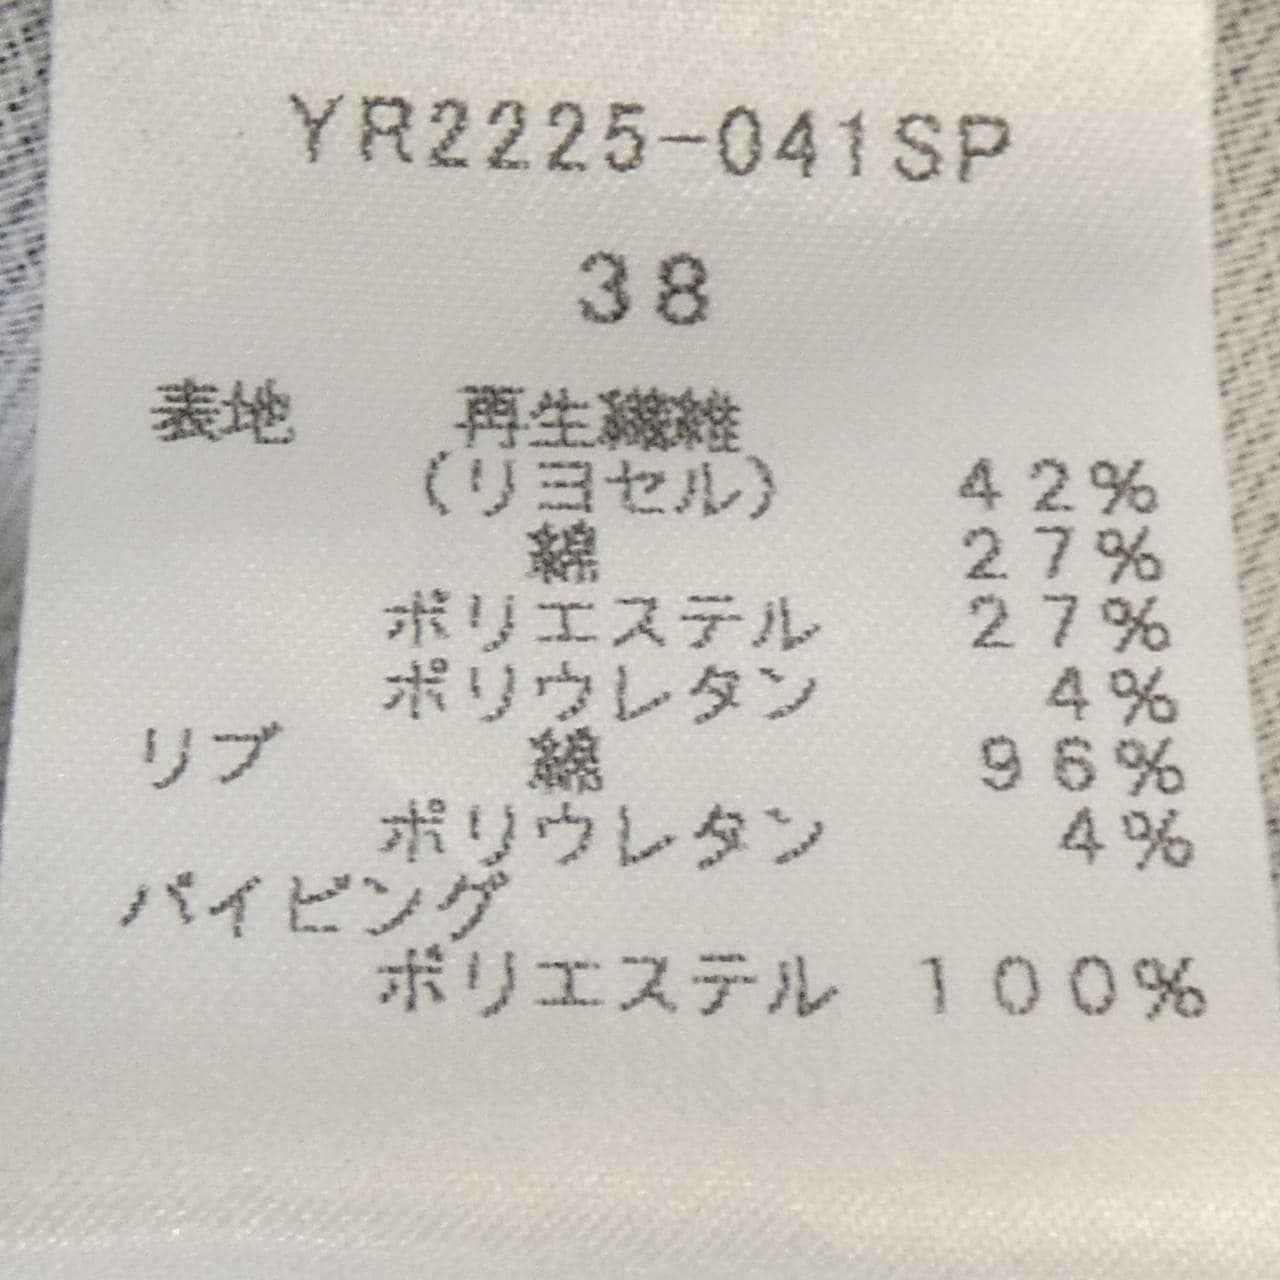 YR2225-041SP
38
表地 再生繊維
(リヨセル) 42%
綿 27%
ポリエステル 27%
ポリウレタン 4%
リブ 綿 96%
ポリウレタン 4%
パイピング
ポリエステル 100%